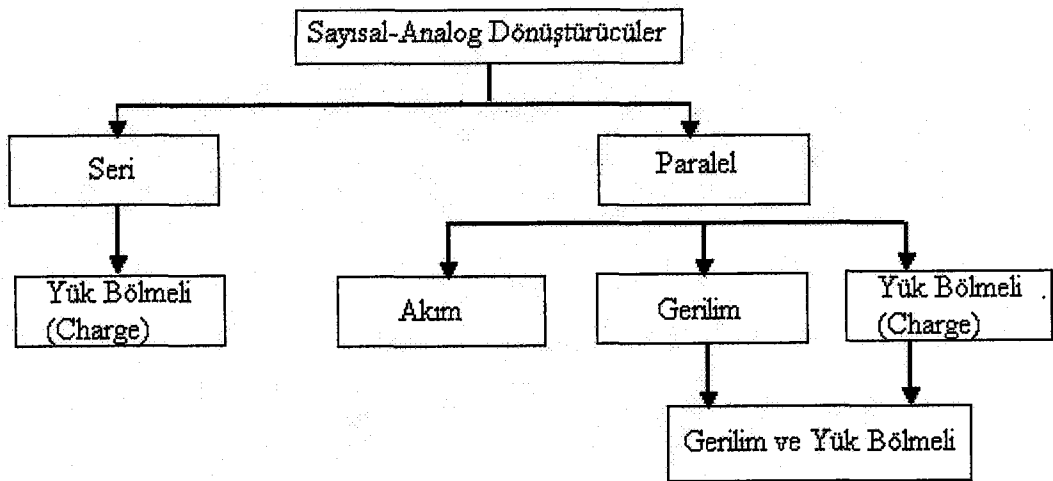 Sayısal-Analog Dönüştürücüler
Seri
Paralel
Yük Bölmeli
(Charge)
Akım
Gerilim
Yük Bölmeli
(Charge)
Gerilim ve Yük Bölmeli